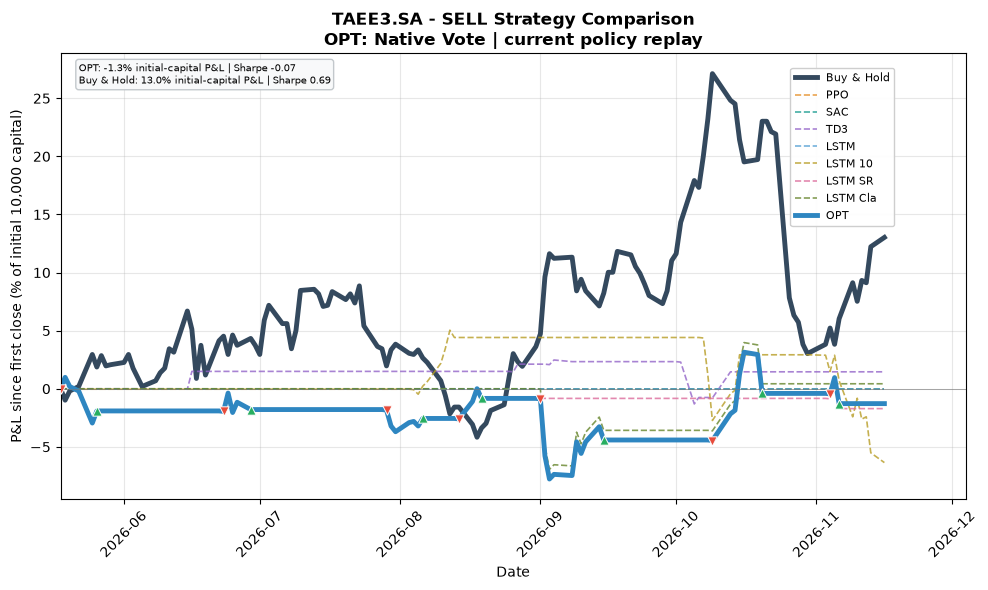 TAEE3.SA - SELL Strategy Comparison
OPT: Native Vote | current policy replay
OPT: -1.3% initial-capital P&L | Sharpe -0.07
Buy & Hold: 13.0% initial-capital P&L | Sharpe 0.69
Buy & Hold
PPO
SAC
TD3
LSTM
LSTM 10
LSTM SR
LSTM Cla
OPT
P&L since first close (% of initial 10,000 capital)
25
20
15
10
5
0
−5
2026-06
2026-07
2026-08
2026-09
2026-10
2026-11
2026-12
Date